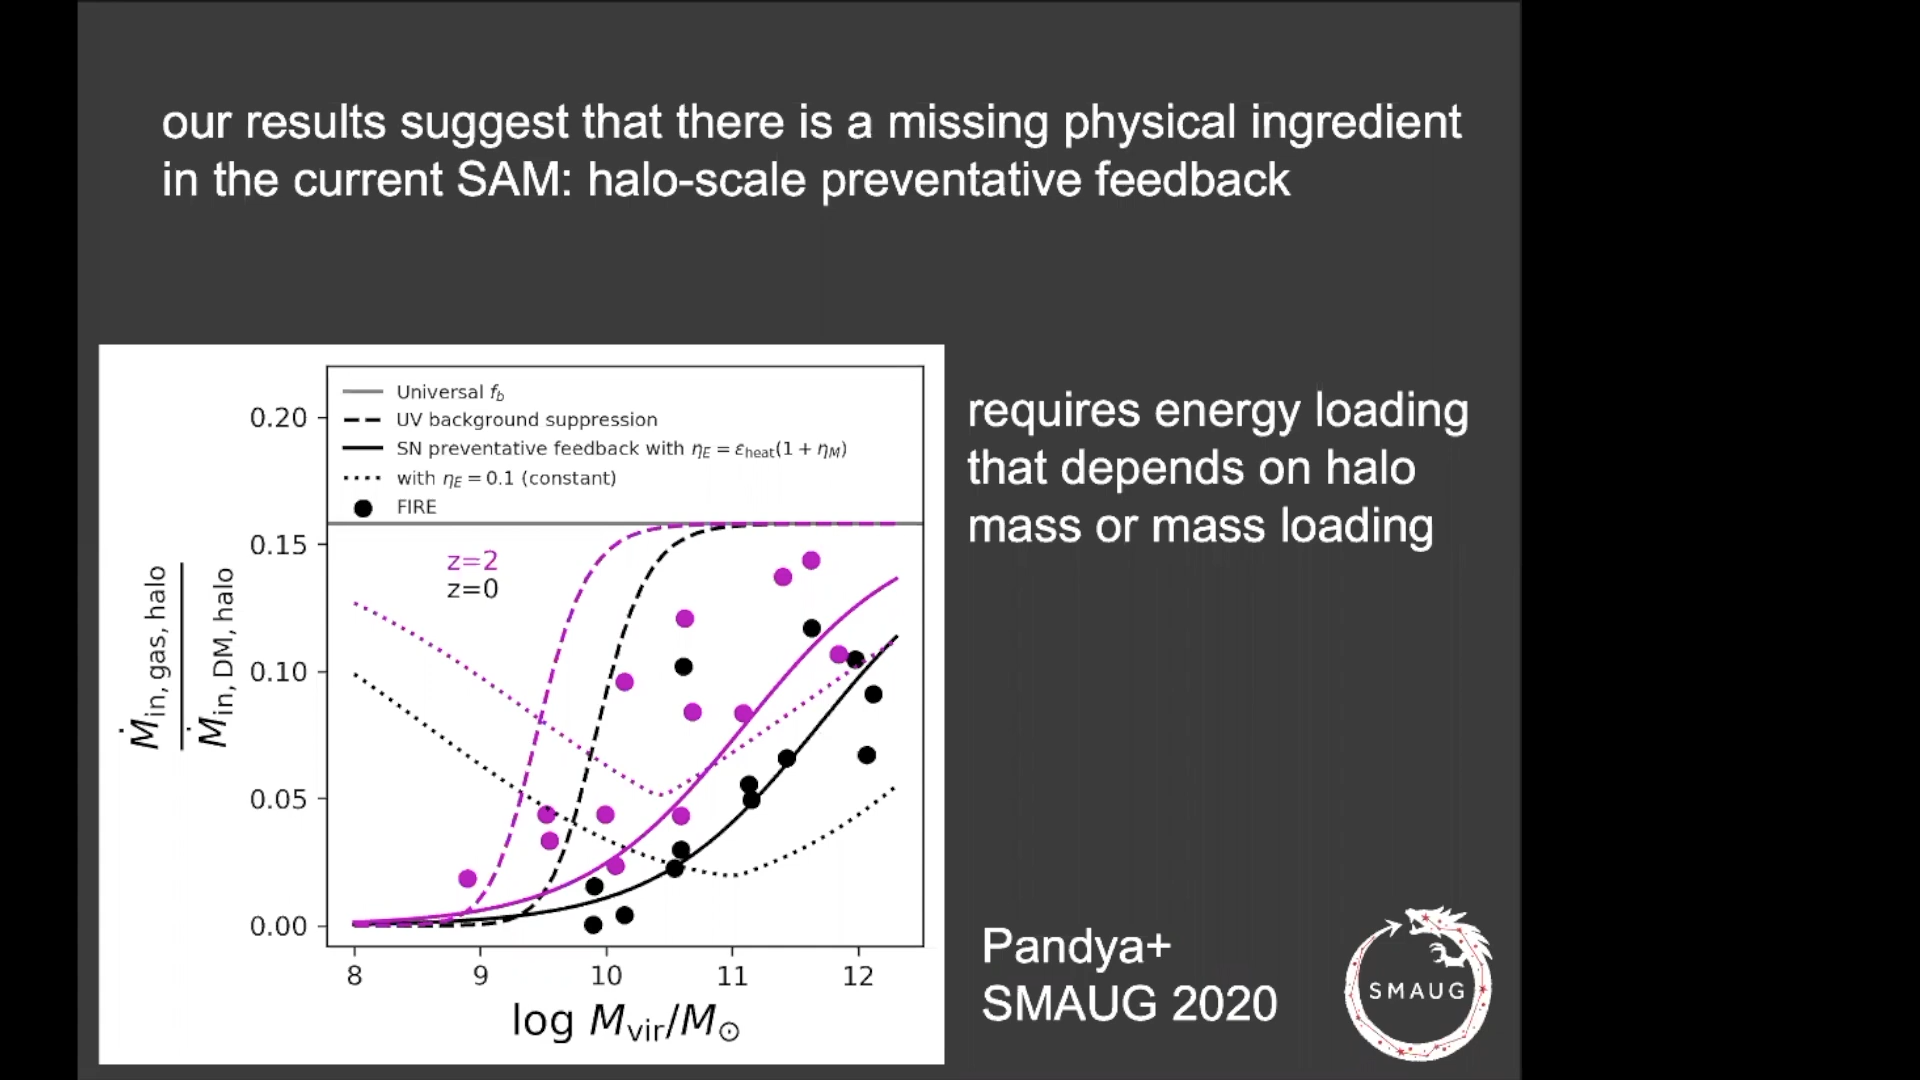 our results suggest that there is a missing physical ingredient
in the current SAM: halo-scale preventative feedback
Universal f_b
UV background suppression
SN preventative feedback with η_E = ε_heat(1 + η_M)
with η_E = 0.1 (constant)
FIRE
z=2
z=0
0.20
0.15
0.10
0.05
0.00
Ṁ_in, gas, halo
Ṁ_in, DM, halo
8 9 10 11 12
log M_vir/M_⊙
requires energy loading
that depends on halo
mass or mass loading
Pandya+
SMAUG 2020
SMAUG